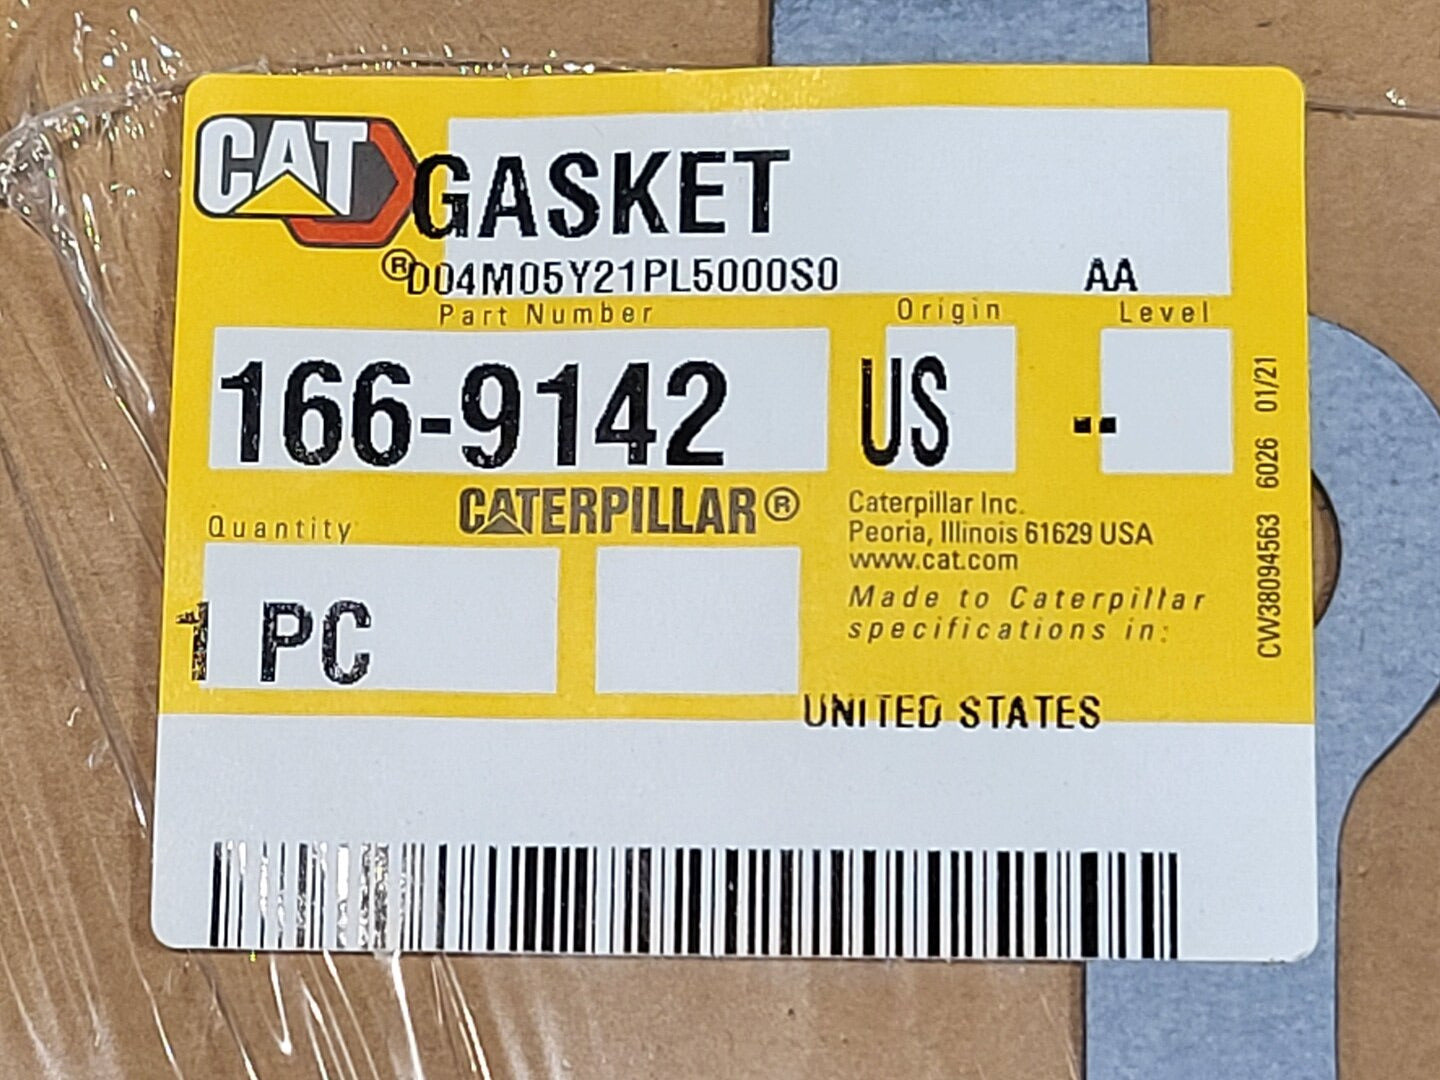 CAT
GASKET
®D04M05Y21PL5000S0 AA
Part Number Origin Level
166-9142 US --
CATERPILLAR®
Quantity
1 PC
Caterpillar Inc.
Peoria, Illinois 61629 USA
www.cat.com
Made to Caterpillar
specifications in:
UNITED STATES
CW38094563 6026 01/21